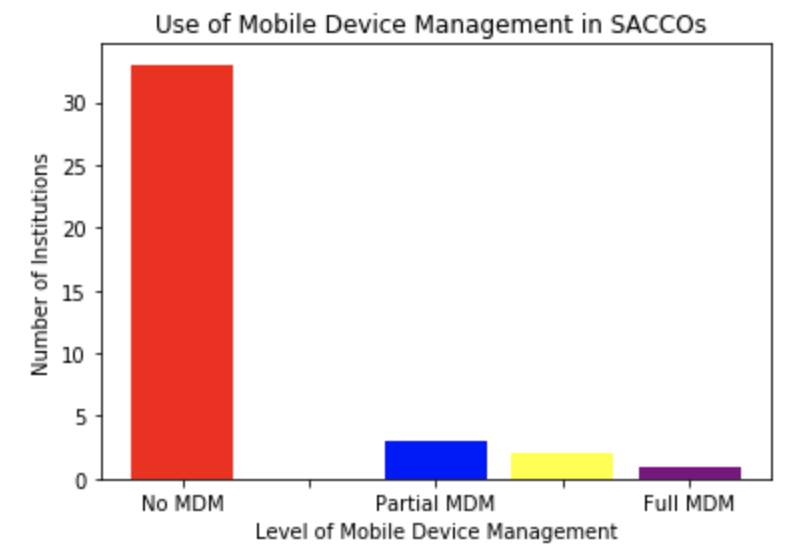 Use of Mobile Device Management in SACCOs
30
25
20
15
10
5
0
Number of Institutions
No MDM Partial MDM Full MDM
Level of Mobile Device Management